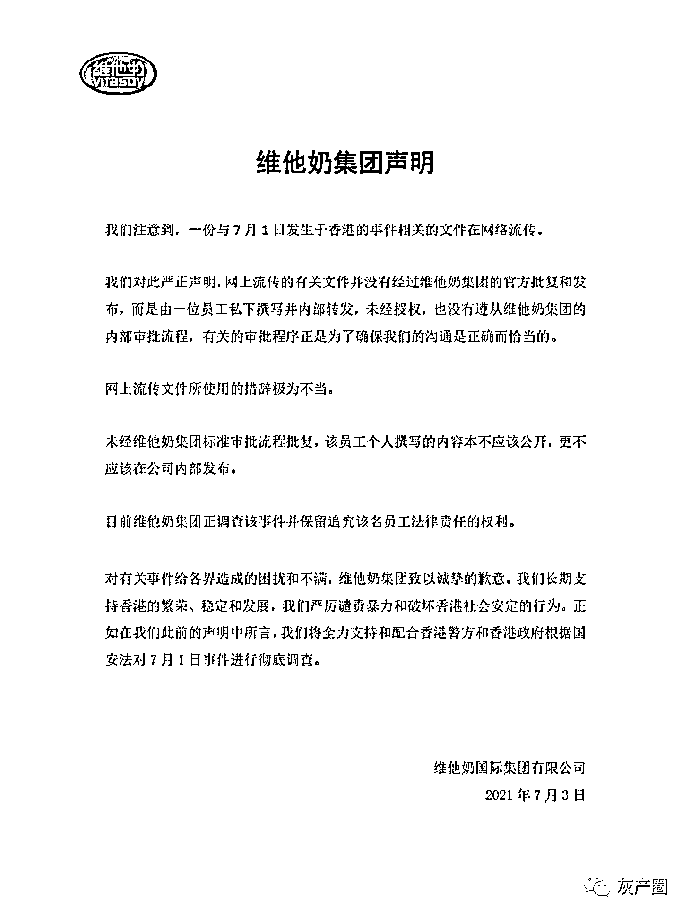 维他奶
vitasoy
维他奶集团声明
我们注意到，一份与7月1日发生于香港的事件相关的文件在网络流传。
我们对此严正声明，网上流传的有关文件并没有经过维他奶集团的官方批复和发
布，而是由一位员工私下撰写并内部转发，未经授权，也没有遵从维他奶集团的
内部审批流程，有关的审批程序正是为了确保我们的沟通是正确而恰当的。
网上流传文件所使用的措辞极为不当。
未经维他奶集团标准审批流程批复，该员工个人撰写的内容本不应该公开，更不
应该在公司内部发布。
目前维他奶集团正调查该事件并保留追究该名员工法律责任的权利。
对有关事件给各界造成的困扰和不满，维他奶集团致以诚挚的歉意。我们长期支
持香港的繁荣、稳定和发展，我们严厉谴责暴力和破坏香港社会安定的行为。正
如在我们此前的声明中所言，我们将全力支持和配合香港警方和香港政府根据国
安法对7月1日事件进行彻底调查。
维他奶国际集团有限公司
2021年7月3日
灰产圈